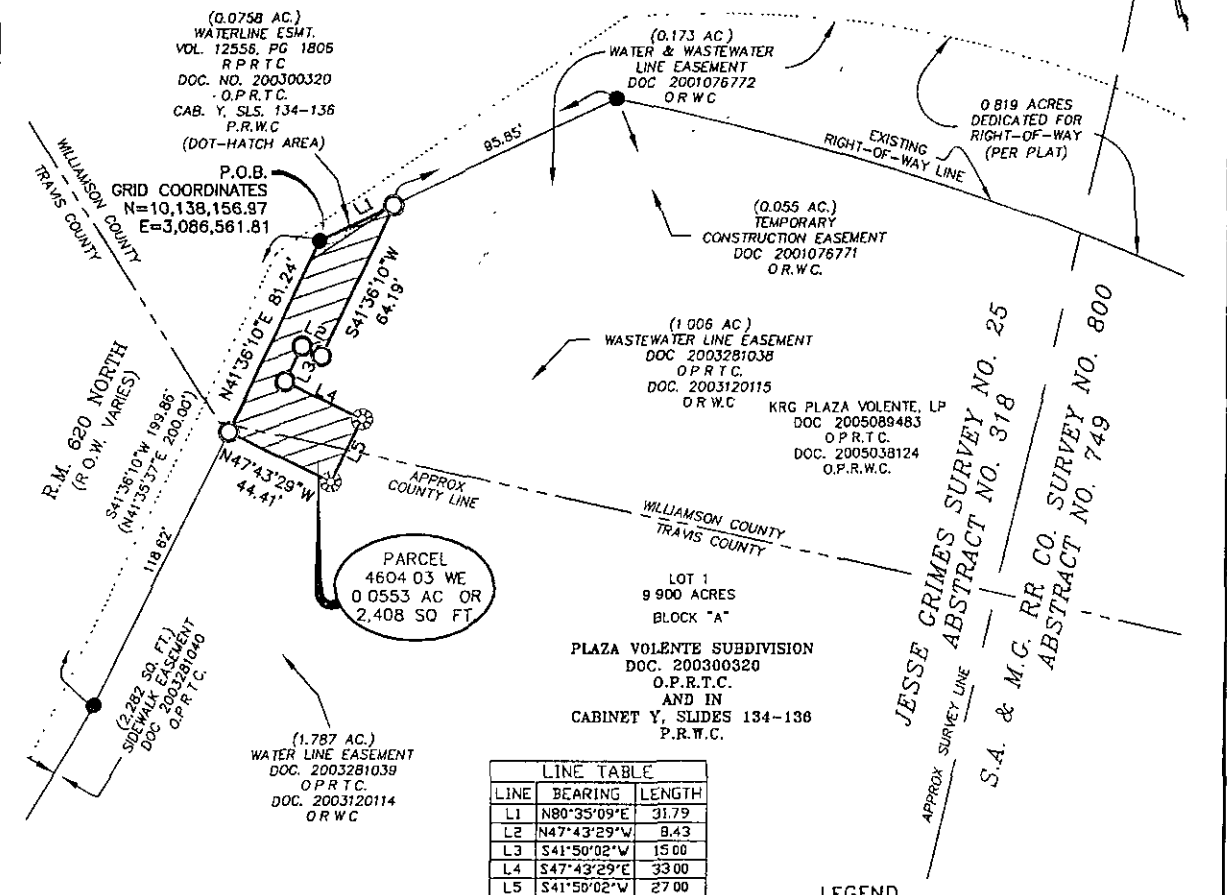 (0.0758 AC.)
WATERLINE ESMT.
VOL. 12556, PG 1806
R P R T C
DOC. NO. 200300320
O.P.R.T.C.
CAB. Y, SLS. 134-136
P.R.W.C
(DOT-HATCH AREA)
P.O.B.
GRID COORDINATES
N=10,138,156.97
E=3,086,561.81
(0.173 AC)
WATER & WASTEWATER
LINE EASEMENT
DOC 2001076772
O R W C
0 819 ACRES
DEDICATED FOR
RIGHT-OF-WAY
(PER PLAT)
EXISTING
RIGHT-OF-WAY LINE
95.85'
WILLIAMSON COUNTY
TRAVIS COUNTY
L1
(0.055 AC.)
TEMPORARY
CONSTRUCTION EASEMENT
DOC 2001076771
O R.W.C.
N41°36'10"E 81.24'
S41°36'10"W
64.19'
L2
L3
L4
L5
(1 006 AC)
WASTEWATER LINE EASEMENT
DOC 2003281038
O P R T C.
DOC. 2003120115
O R W.C
KRG PLAZA VOLENTE, LP
DOC 2005089483
O P R.T C.
DOC. 2005038124
O.P.R.W.C.
R.M. 620 NORTH
(R O.W. VARIES)
S41°36'10"W 199.86'
(N41°35'37"E 200.00')
N47°43'29"W
44.41'
118 62'
APPROX
COUNTY LINE
WILLIAMSON COUNTY
TRAVIS COUNTY
PARCEL
4604 03 WE
0 0553 AC OR
2,408 SQ FT
LOT 1
9 900 ACRES
BLOCK "A"
PLAZA VOLENTE SUBDIVISION
DOC. 200300320
O.P.R.T.C.
AND IN
CABINET Y, SLIDES 134-136
P.R.W.C.
(2,282 SQ. FT.)
SIDEWALK EASEMENT
DOC 2003281040
O.P R T C.
(1.787 AC.)
WATER LINE EASEMENT
DOC. 2003281039
O P R T C.
DOC. 2003120114
O R W C
JESSE GRIMES SURVEY NO. 25
ABSTRACT NO. 318
APPROX SURVEY LINE
S.A. & M.G. RR CO. SURVEY NO. 800
ABSTRACT NO. 749
LINE TABLE
LINE BEARING LENGTH
L1 N80°35'09"E 31.79
L2 N47°43'29"W 8.43
L3 S41°50'02"W 15 00
L4 S47°43'29"E 33 00
L5 S41°50'02"W 27 00
LEGEND